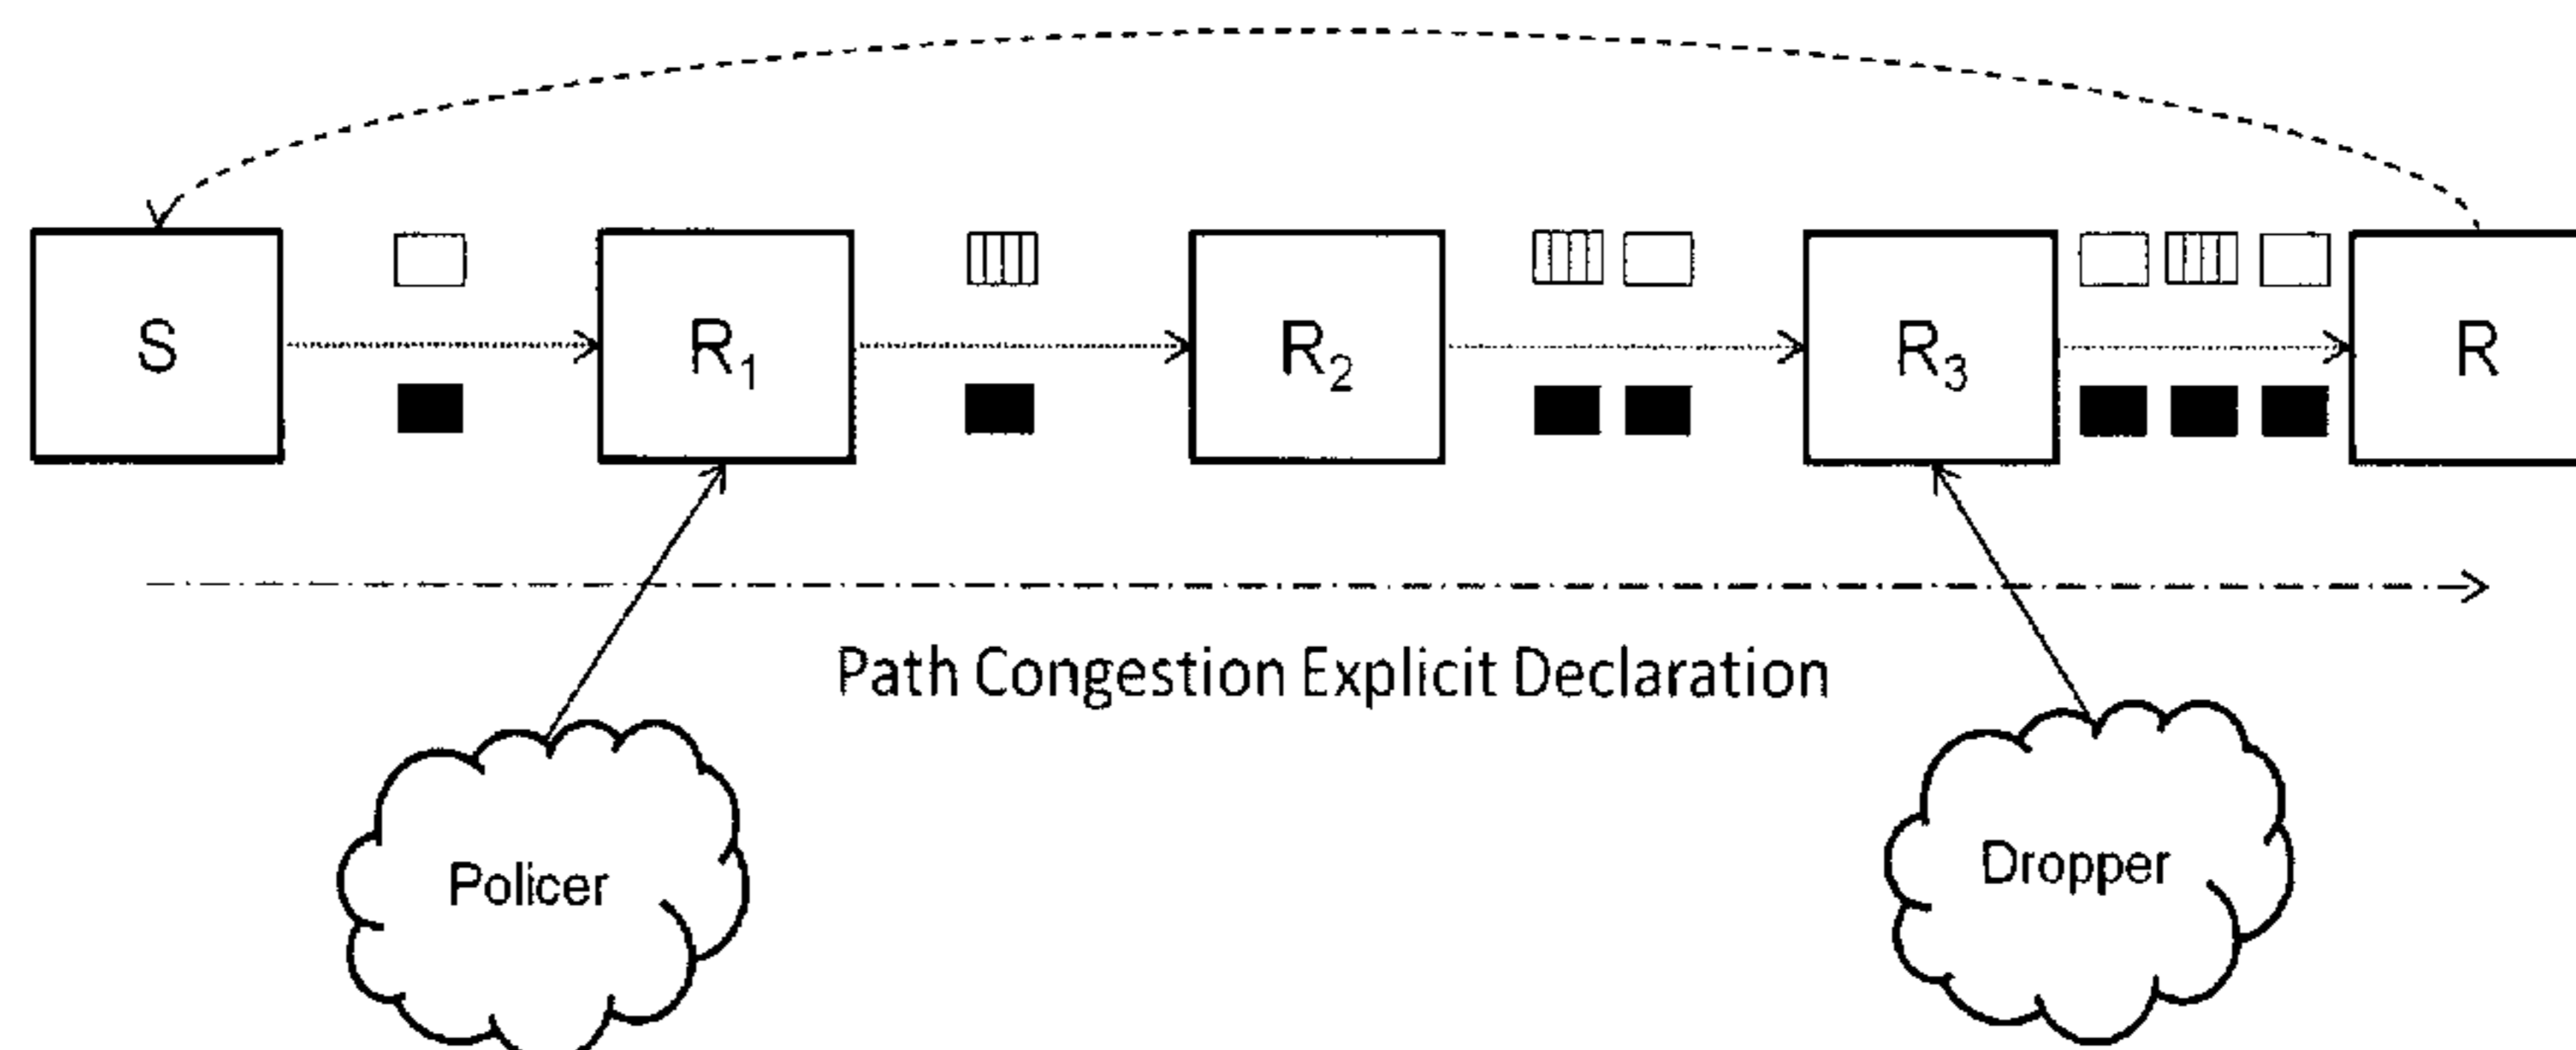 S
R₁
R₂
R₃
R
Path Congestion Explicit Declaration
Policer
Dropper